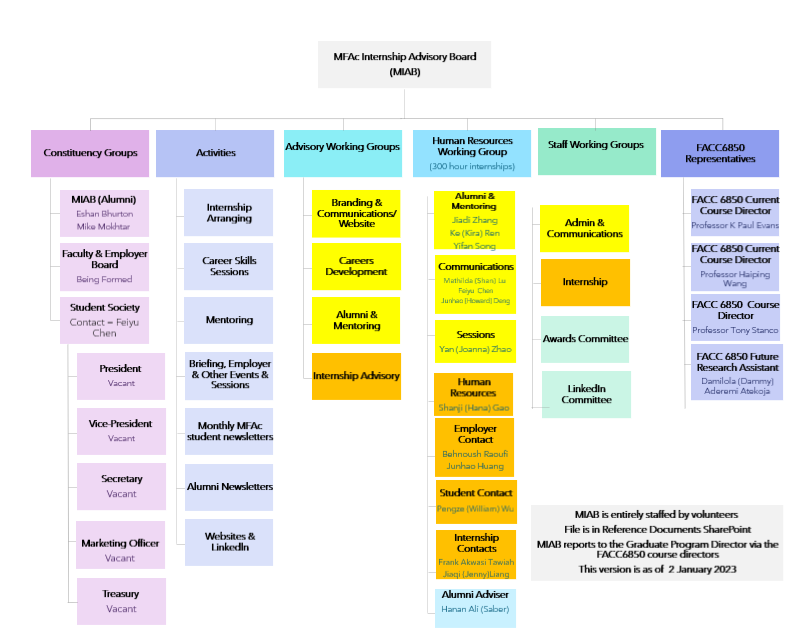 MFAc Internship Advisory Board
(MIAB)
Constituency Groups
MIAB (Alumni)
Eshan Bhurton
Mike Mokhtar
Faculty & Employer
Board
Being Formed
Student Society
Contact – Feiyu
Chen
President
Vacant
Vice-President
Vacant
Secretary
Vacant
Marketing Officer
Vacant
Treasury
Vacant
Activities
Internship
Arranging
Career Skills
Sessions
Mentoring
Briefing, Employer
& Other Events &
Sessions
Monthly MFAc
student newsletters
Alumni Newsletters
Websites &
LinkedIn
Advisory Working Groups
Branding &
Communications/
Website
Careers
Development
Alumni &
Mentoring
Internship Advisory
Human Resources
Working Group
(300 hour internships)
Alumni &
Mentoring
Jiadi Zhang
Ke (Kira) Ren
Yifan Song
Communications
Mathilda (Shan) Lu
Feiyu Chen
Junhao (Howard) Deng
Sessions
Yan (Joanna) Zhao
Human
Resources
Shanji (Hana) Gao
Employer
Contact
Behnoush Raoufi
Junhao Huang
Student Contact
Pengze (William) Wu
Internship
Contacts
Frank Akwasi Tawiah
Jiaqi (Jenny)Liang
Alumni Adviser
Hanan Ali (Saber)
Staff Working Groups
Admin &
Communications
Internship
Awards Committee
LinkedIn
Committee
FACC6850
Representatives
FACC 6850 Current
Course Director
Professor K Paul Evans
FACC 6850 Current
Course Director
Professor Haiping
Wang
FACC 6850 Course
Director
Professor Tony Stanco
FACC 6850 Future
Research Assistant
Damilola (Dammy)
Aderemi Atekoja
MIAB is entirely staffed by volunteers
File is in Reference Documents SharePoint
MIAB reports to the Graduate Program Director via the
FACC6850 course directors
This version is as of 2 January 2023